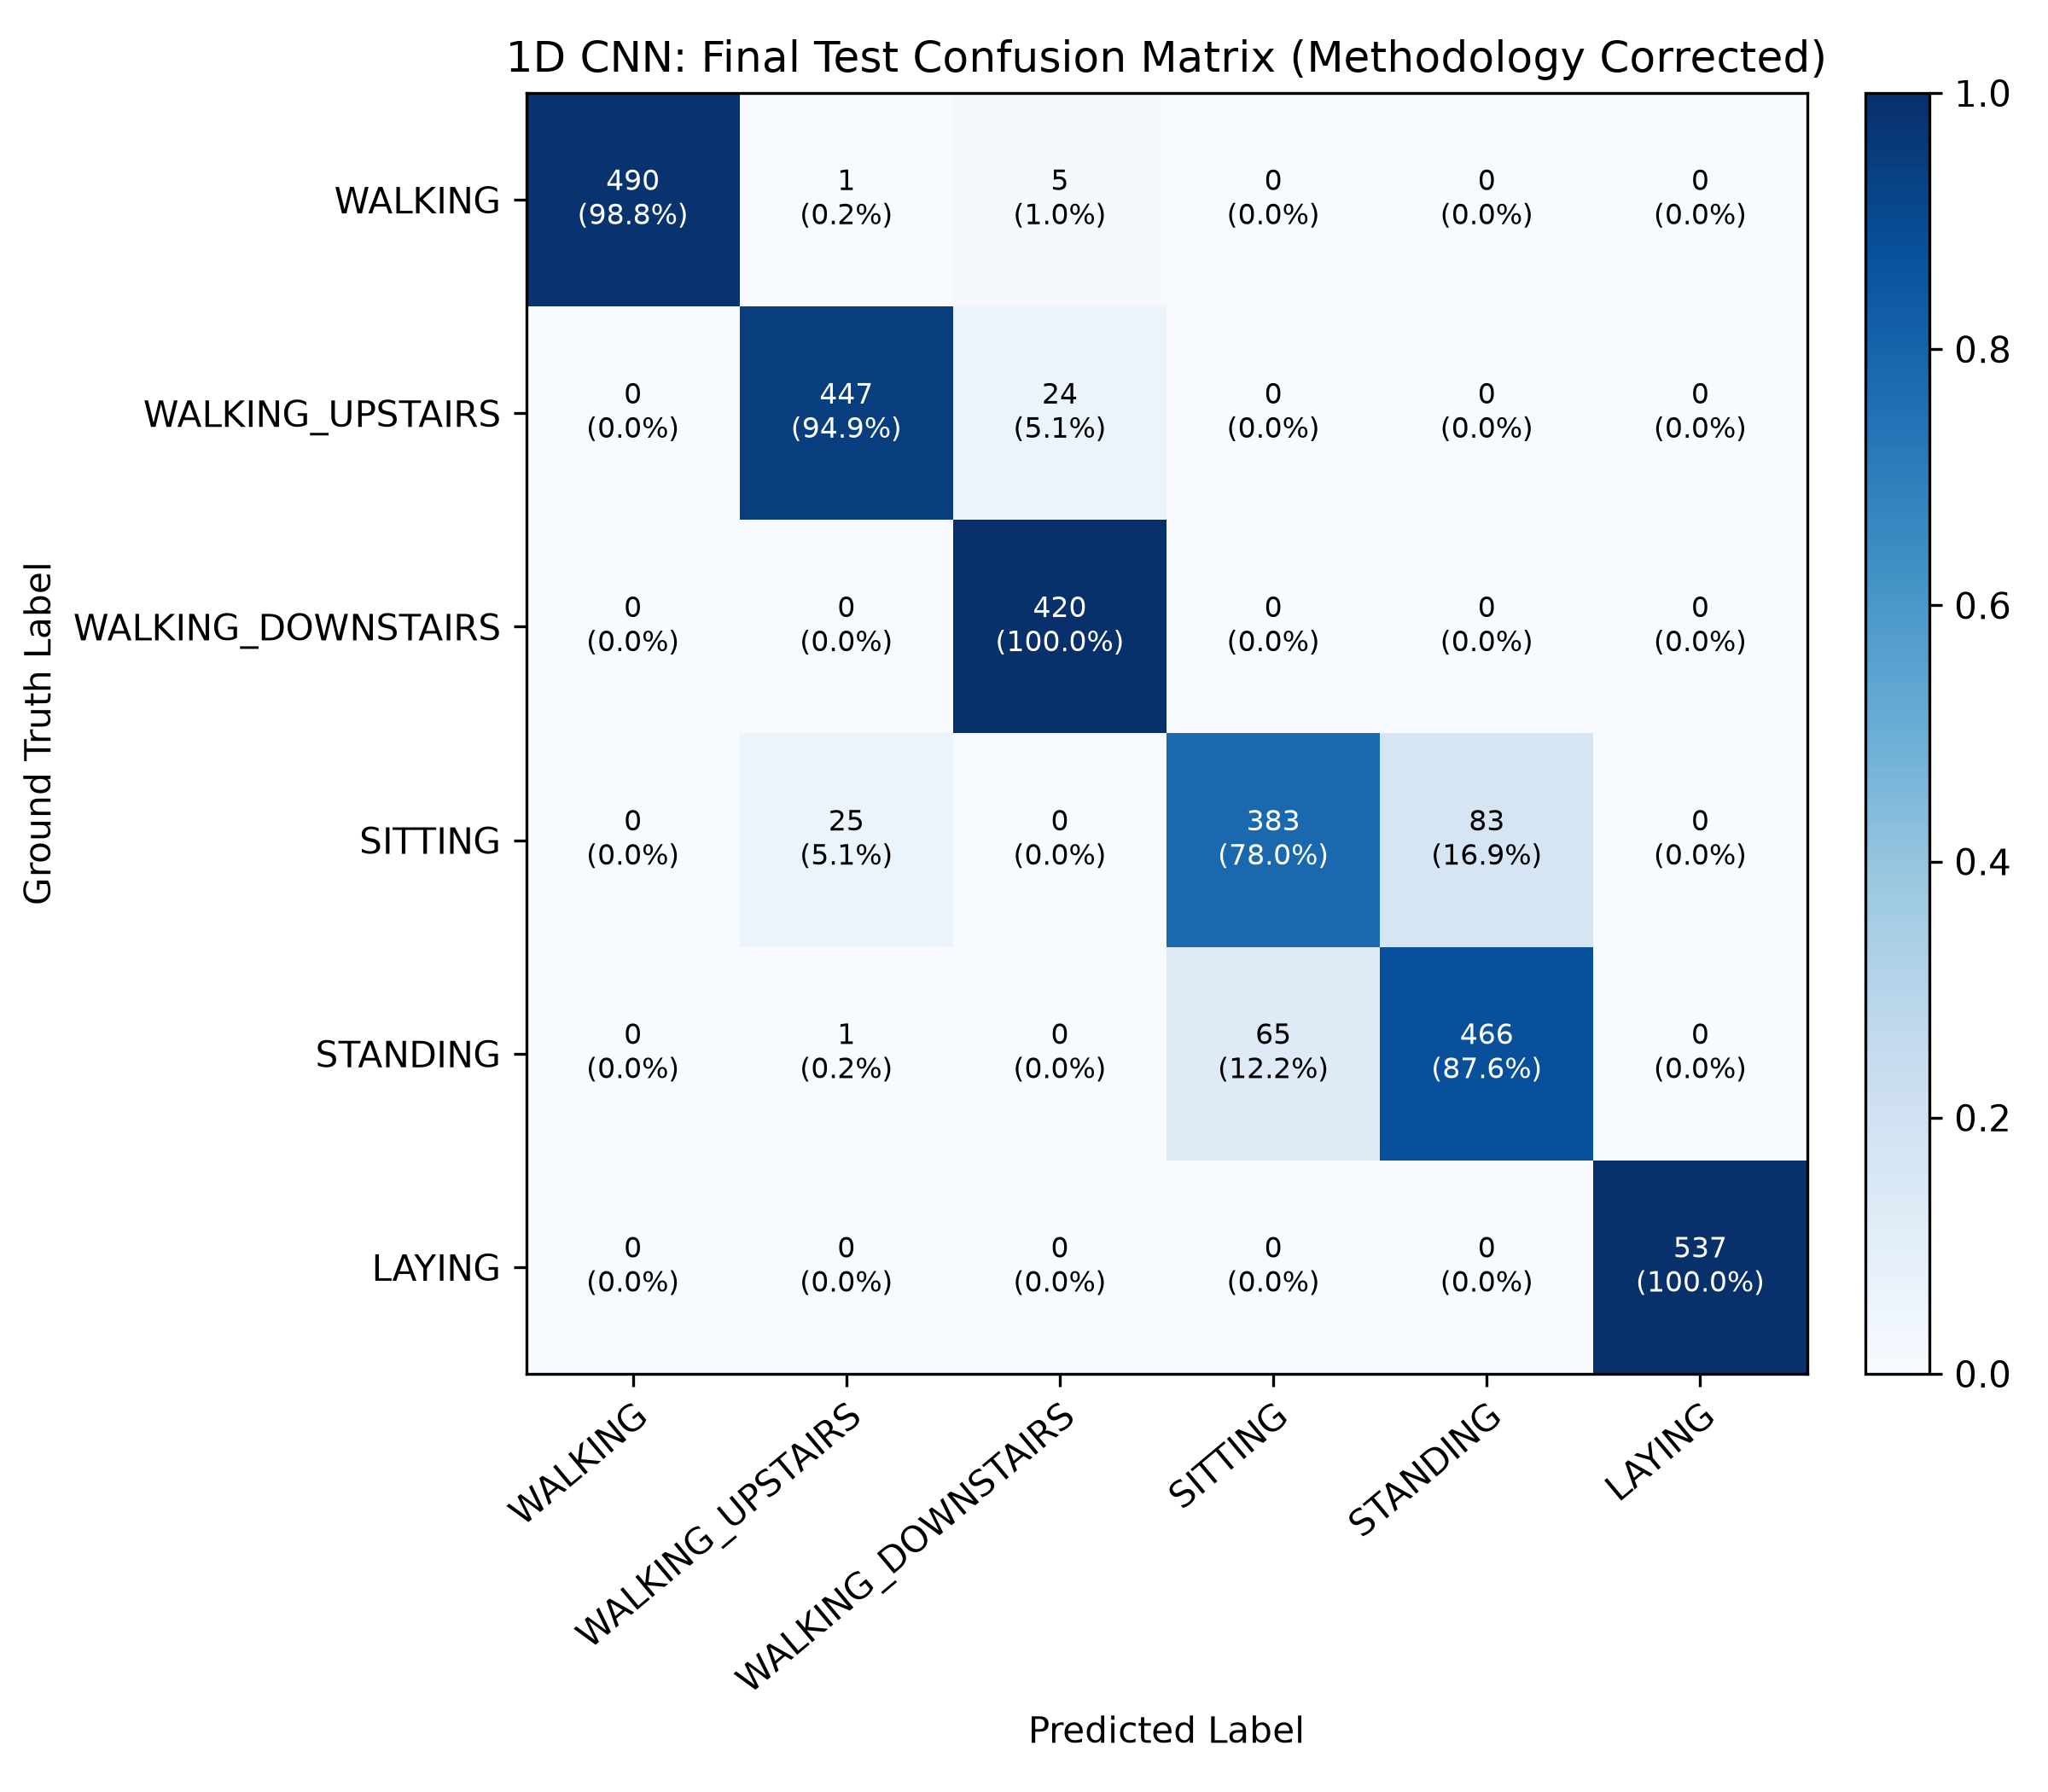 1D CNN: Final Test Confusion Matrix (Methodology Corrected)
1.0
0.8
0.6
0.4
0.2
0.0
Ground Truth Label
WALKING
490 1 5 0 0 0
(98.8%) (0.2%) (1.0%) (0.0%) (0.0%) (0.0%)
WALKING_UPSTAIRS
0 447 24 0 0 0
(0.0%) (94.9%) (5.1%) (0.0%) (0.0%) (0.0%)
WALKING_DOWNSTAIRS
0 0 420 0 0 0
(0.0%) (0.0%) (100.0%) (0.0%) (0.0%) (0.0%)
SITTING
0 25 0 383 83 0
(0.0%) (5.1%) (0.0%) (78.0%) (16.9%) (0.0%)
STANDING
0 1 0 65 466 0
(0.0%) (0.2%) (0.0%) (12.2%) (87.6%) (0.0%)
LAYING
0 0 0 0 0 537
(0.0%) (0.0%) (0.0%) (0.0%) (0.0%) (100.0%)
WALKING
WALKING_UPSTAIRS
WALKING_DOWNSTAIRS
SITTING
STANDING
LAYING
Predicted Label